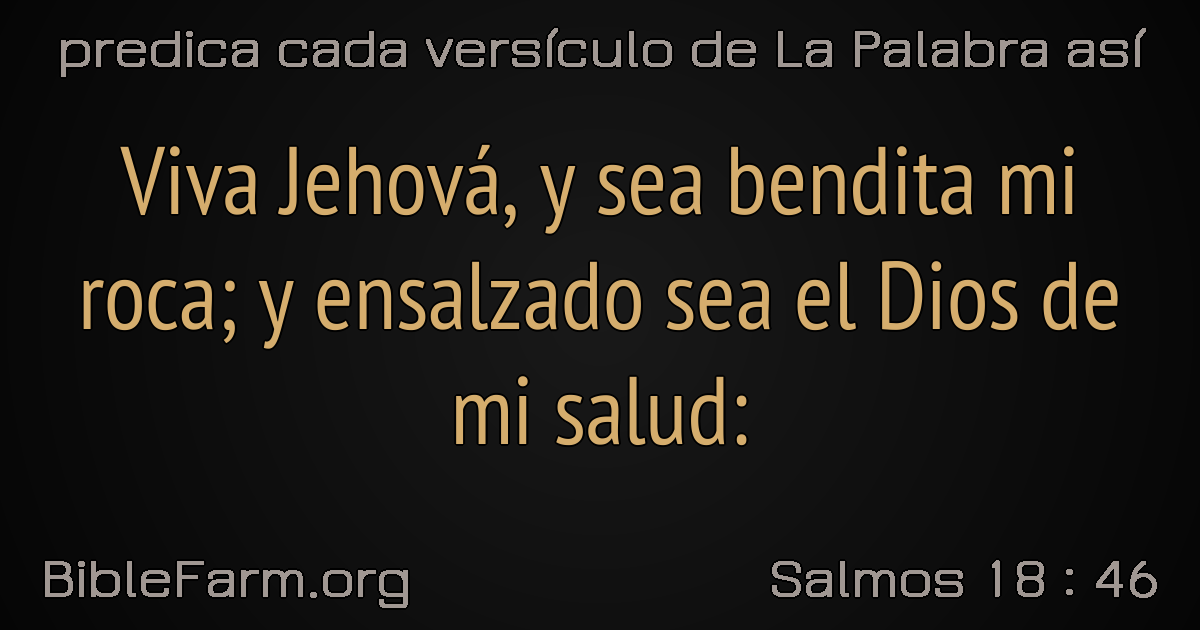 predica cada versículo de La Palabra así
Viva Jehová, y sea bendita mi
roca; y ensalzado sea el Dios de
mi salud:
BibleFarm.org
Salmos 18 : 46